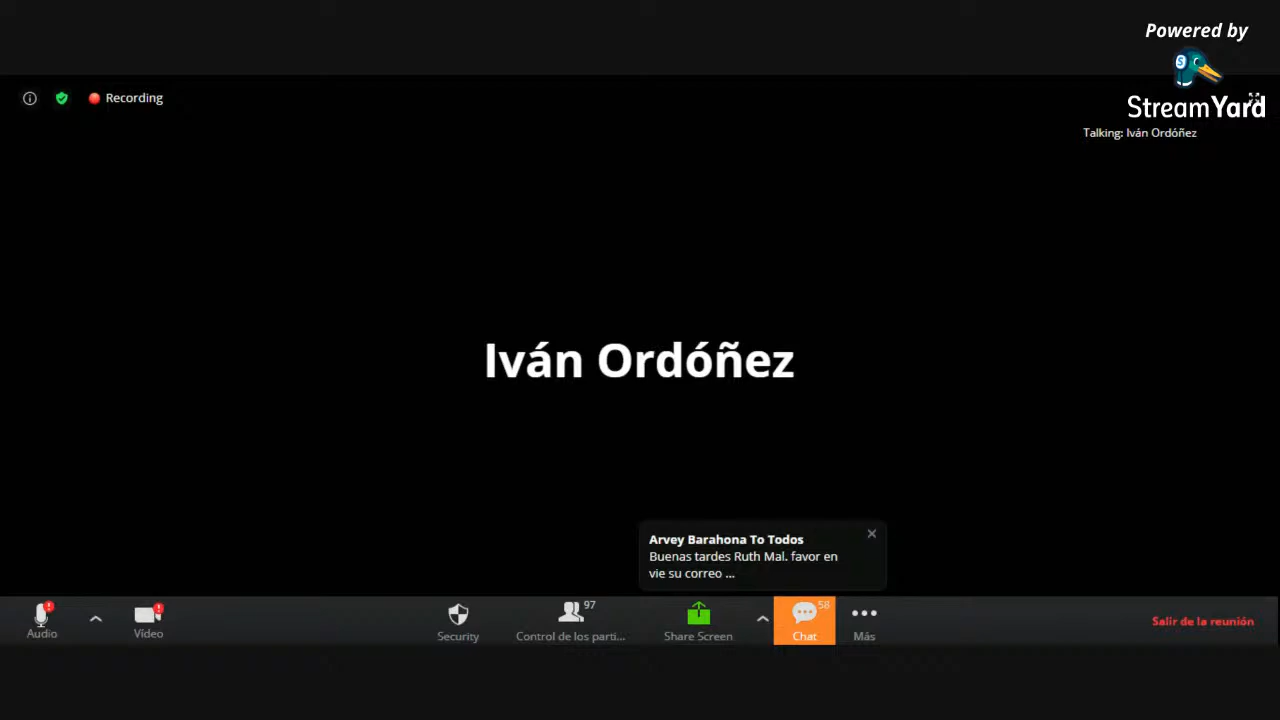 Powered by
S
StreamYard
Recording
Talking: Iván Ordóñez
Iván Ordóñez
Arvey Barahona To Todos
Buenas tardes Ruth Mal. favor en
vie su correo ...
Audio
Vídeo
Security
97
Control de los parti...
Share Screen
58
Chat
Más
Salir de la reunión